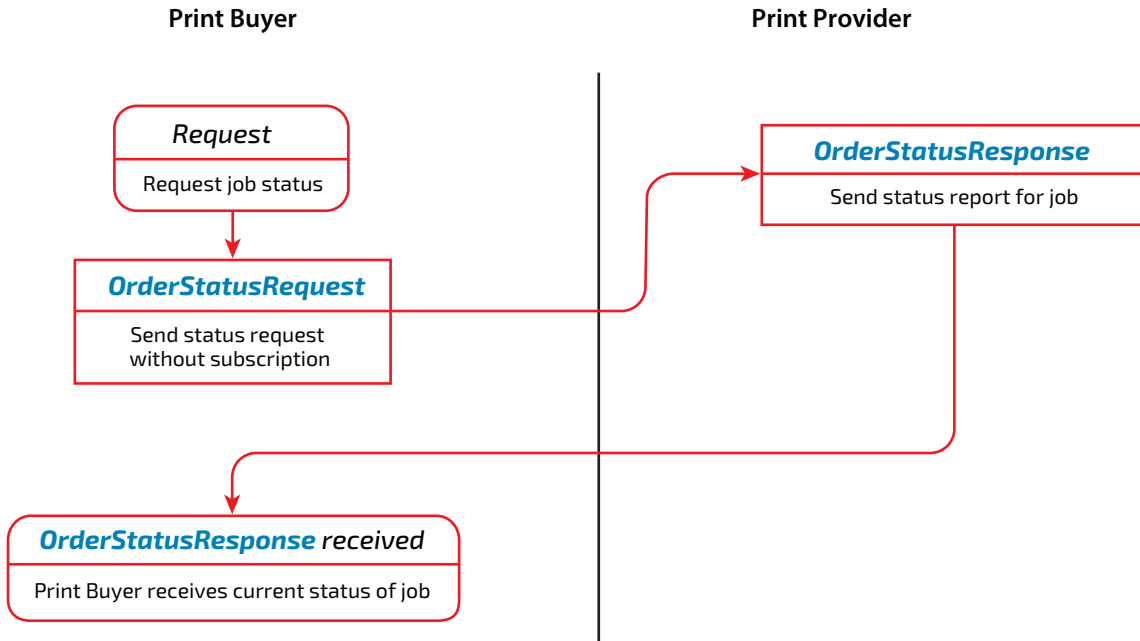 Print Buyer
Print Provider
Request
Request job status
OrderStatusRequest
Send status request
without subscription
OrderStatusResponse
Send status report for job
OrderStatusResponse received
Print Buyer receives current status of job